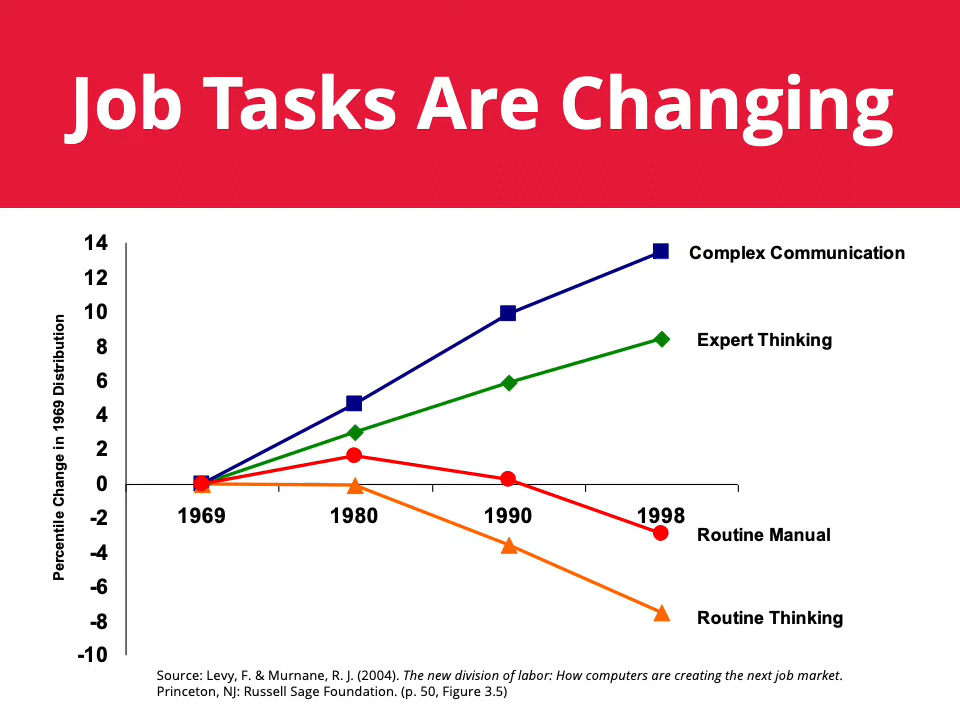 Job Tasks Are Changing
14
12
10
8
6
4
2
0
-2
-4
-6
-8
-10
Percentile Change in 1969 Distribution
1969 1980 1990 1998
Complex Communication
Expert Thinking
Routine Manual
Routine Thinking
Source: Levy, F. & Murnane, R. J. (2004). The new division of labor: How computers are creating the next job market.
Princeton, NJ: Russell Sage Foundation. (p. 50, Figure 3.5)